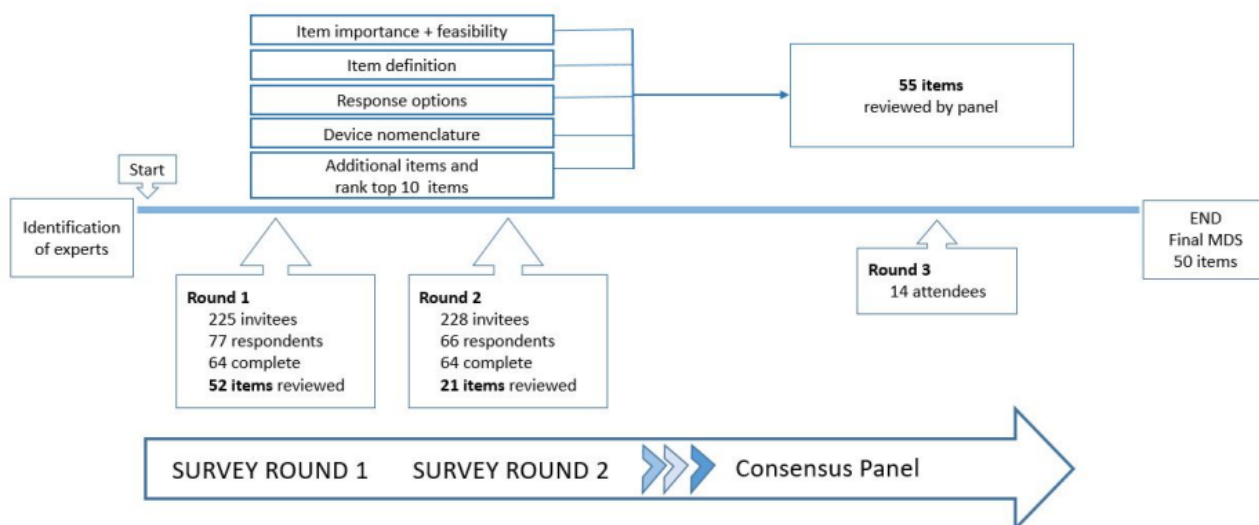 Item importance + feasibility
Item definition
Response options
Device nomenclature
Additional items and
rank top 10 items
55 items
reviewed by panel
Start
Identification
of experts
END
Final MDS
50 items
Round 1
225 invitees
77 respondents
64 complete
52 items reviewed
Round 2
228 invitees
66 respondents
64 complete
21 items reviewed
Round 3
14 attendees
SURVEY ROUND 1
SURVEY ROUND 2
Consensus Panel